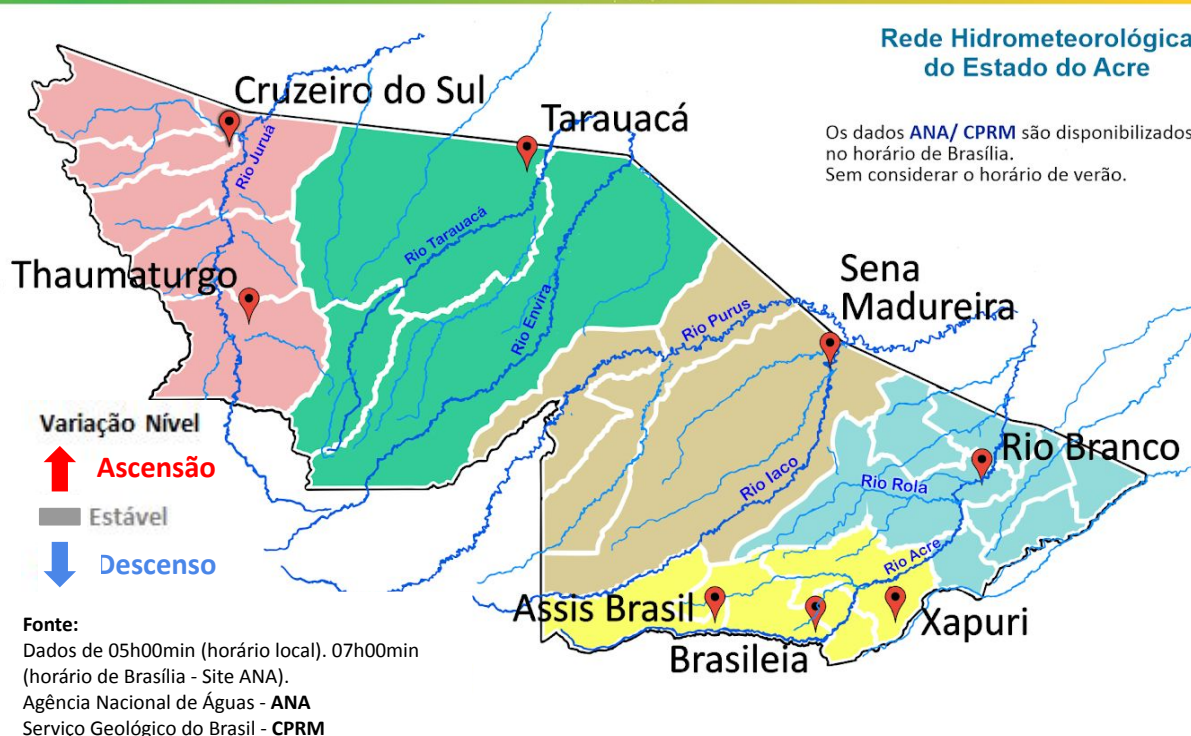 Rede Hidrometeorológica
do Estado do Acre
Os dados ANA/ CPRM são disponibilizados
no horário de Brasília.
Sem considerar o horário de verão.
Cruzeiro do Sul
Tarauacá
Rio Juruá
Rio Tarauacá
Thaumaturgo
Rio Envira
Sena
Madureira
Rio Purus
Rio Branco
Rio Iaco
Rio Rola
Rio Acre
Assis Brasil
Xapuri
Brasileia
Variação Nível
Ascensão
Estável
Descenso
Fonte:
Dados de 05h00min (horário local). 07h00min
(horário de Brasília - Site ANA).
Agência Nacional de Águas - ANA
Serviço Geológico do Brasil - CPRM